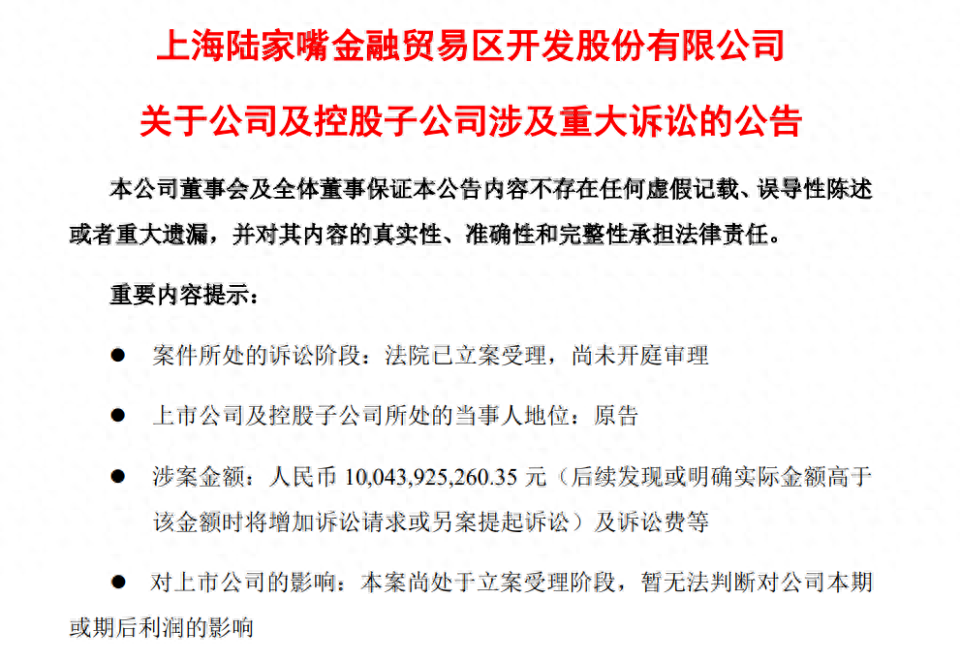 上海陆家嘴金融贸易区开发股份有限公司
关于公司及控股子公司涉及重大诉讼的公告
本公司董事会及全体董事保证本公告内容不存在任何虚假记载、误导性陈述
或者重大遗漏，并对其内容的真实性、准确性和完整性承担法律责任。
重要内容提示：
● 案件所处的诉讼阶段：法院已立案受理，尚未开庭审理
● 上市公司及控股子公司所处的当事人地位：原告
● 涉案金额：人民币 10,043,925,260.35 元（后续发现或明确实际金额高于
该金额时将增加诉讼请求或另案提起诉讼）及诉讼费等
● 对上市公司的影响：本案尚处于立案受理阶段，暂无法判断对公司本期
或期后利润的影响